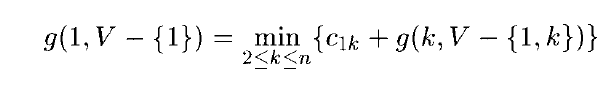 g(1, V − {1}) = min_{2≤k≤n} {c_{1k} + g(k, V − {1, k})}